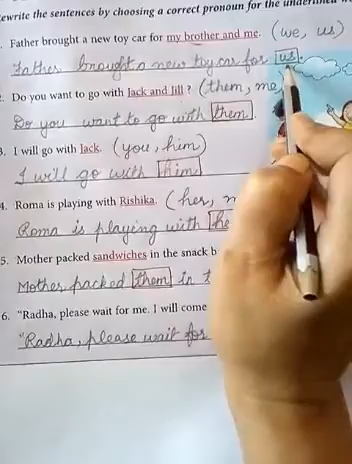 ewrite the sentences by choosing a correct pronoun for the
Father brought a new toy car for my brother and me. (we, us)
Father brought a new toy car for us.
2. Do you want to go with Jack and Jill? (them, me,
Do you want to go with them.
3. I will go with Jack. (you, him)
I will go with him
4. Roma is playing with Rishika. (her,
Roma is playing with he
5. Mother packed sandwiches in the snack b
Mother packed them in t
6. "Radha, please wait for me. I will come
"Radha, please wait for